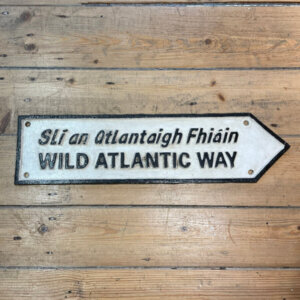 Slí an Atlantaigh Fhiáin
WILD ATLANTIC WAY